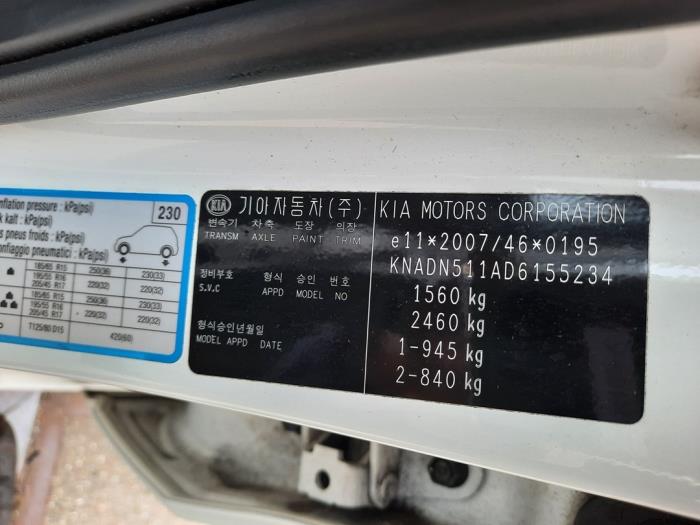 nflation pressure : kPa(psi)
k kalt : kPa(psi)
s pneus froids : kPa(psi)
onfiaggio pneumatici : kPa(psi)
230
185/65 R15
195/55 R16 250(36) 230(33)
205/45 R17 220(32) 220(32)
185/65 R15
195/55 R16 250(36) 230(33)
205/45 R17 220(32) 220(32)
T125/80 D15 420(60)
KIA 기아자동차(주)
변속기 차축 도장 의장
TRANSM AXLE PAINT TRIM
정비부호 형식 승인 번호
S.V.C APPD MODEL NO
형식승인년월일
MODEL APPD DATE
KIA MOTORS CORPORATION
e11*2007/46*0195
KNADN511AD6155234
1560 kg
2460 kg
1-945 kg
2-840 kg